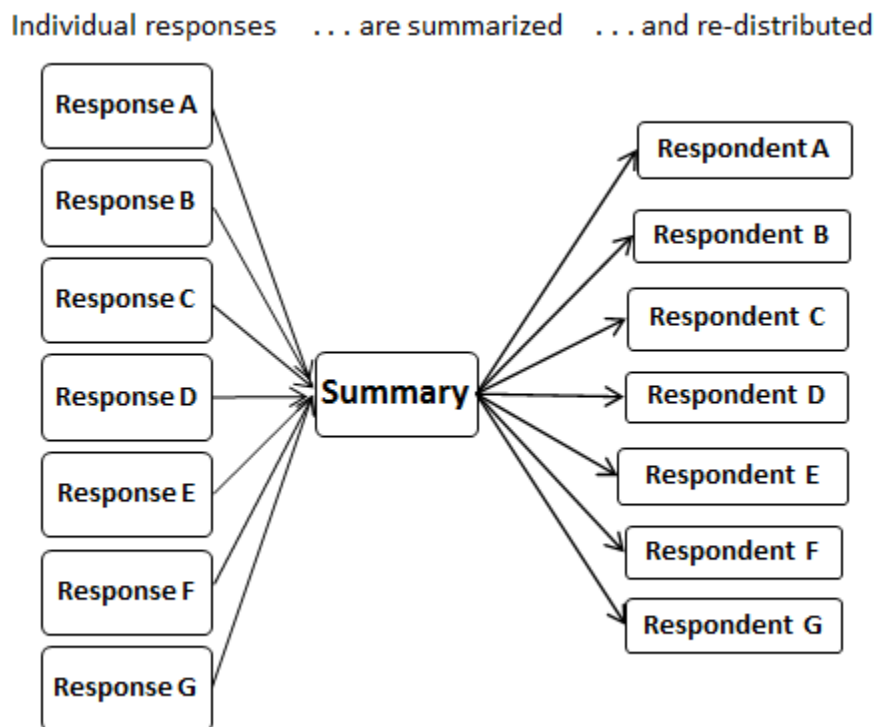 Individual responses ... are summarized ... and re-distributed
Response A
Response B
Response C
Response D
Response E
Response F
Response G
Summary
Respondent A
Respondent B
Respondent C
Respondent D
Respondent E
Respondent F
Respondent G